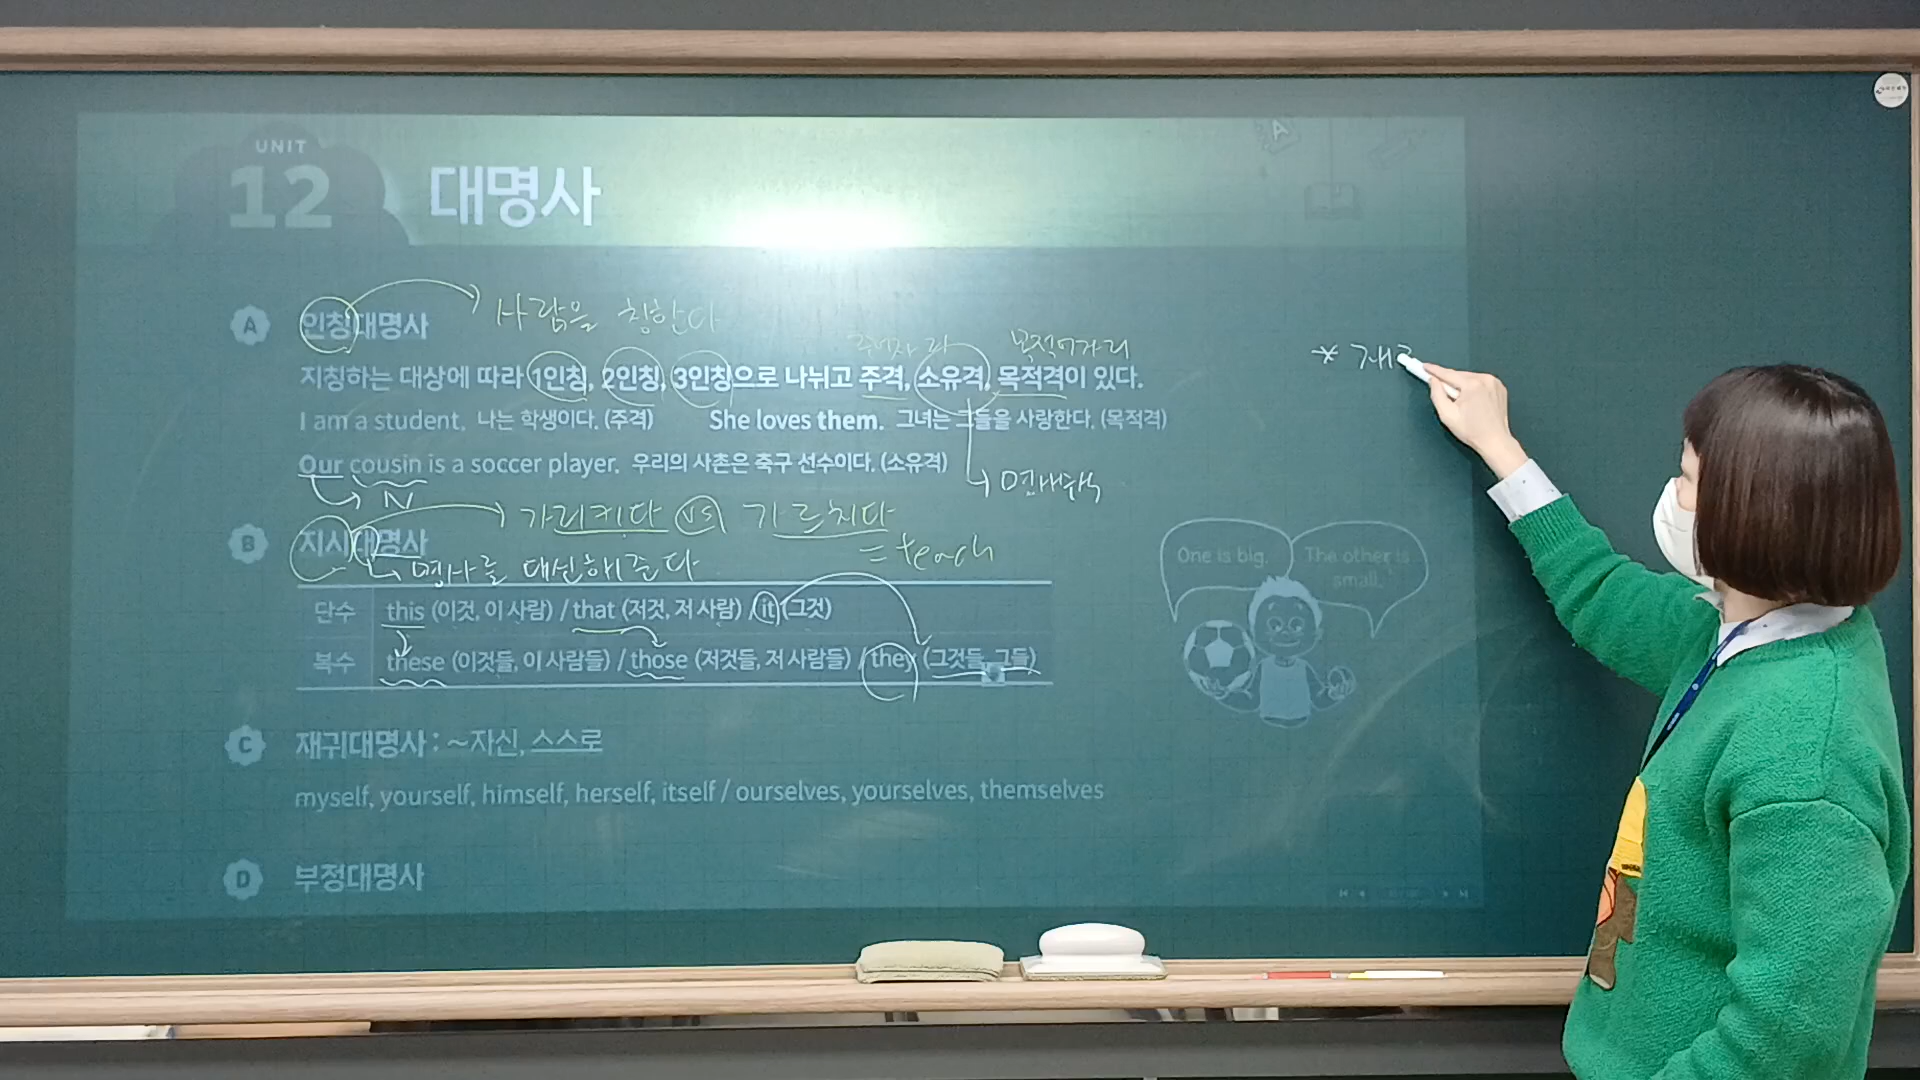 UNIT
12 대명사
A 인칭대명사 사람을 칭한다
주어자리 목적어자리
지칭하는 대상에 따라 1인칭, 2인칭, 3인칭으로 나뉘고 주격, 소유격, 목적격이 있다.
I am a student. 나는 학생이다. (주격) She loves them. 그녀는 그들을 사랑한다. (목적격)
Our cousin is a soccer player. 우리의 사촌은 축구 선수이다. (소유격)
N
가리키다 vs 가르치다
B 지시대명사
= teach
명사를 대신해준다
단수 this (이것, 이 사람) / that (저것, 저 사람) / it (그것)
복수 these (이것들, 이 사람들) / those (저것들, 저 사람들) / they (그것들, 그들)
C 재귀대명사 : ~자신, 스스로
myself, yourself, himself, herself, itself / ourselves, yourselves, themselves
D 부정대명사
One is big.
The other is
small.
A
* 재